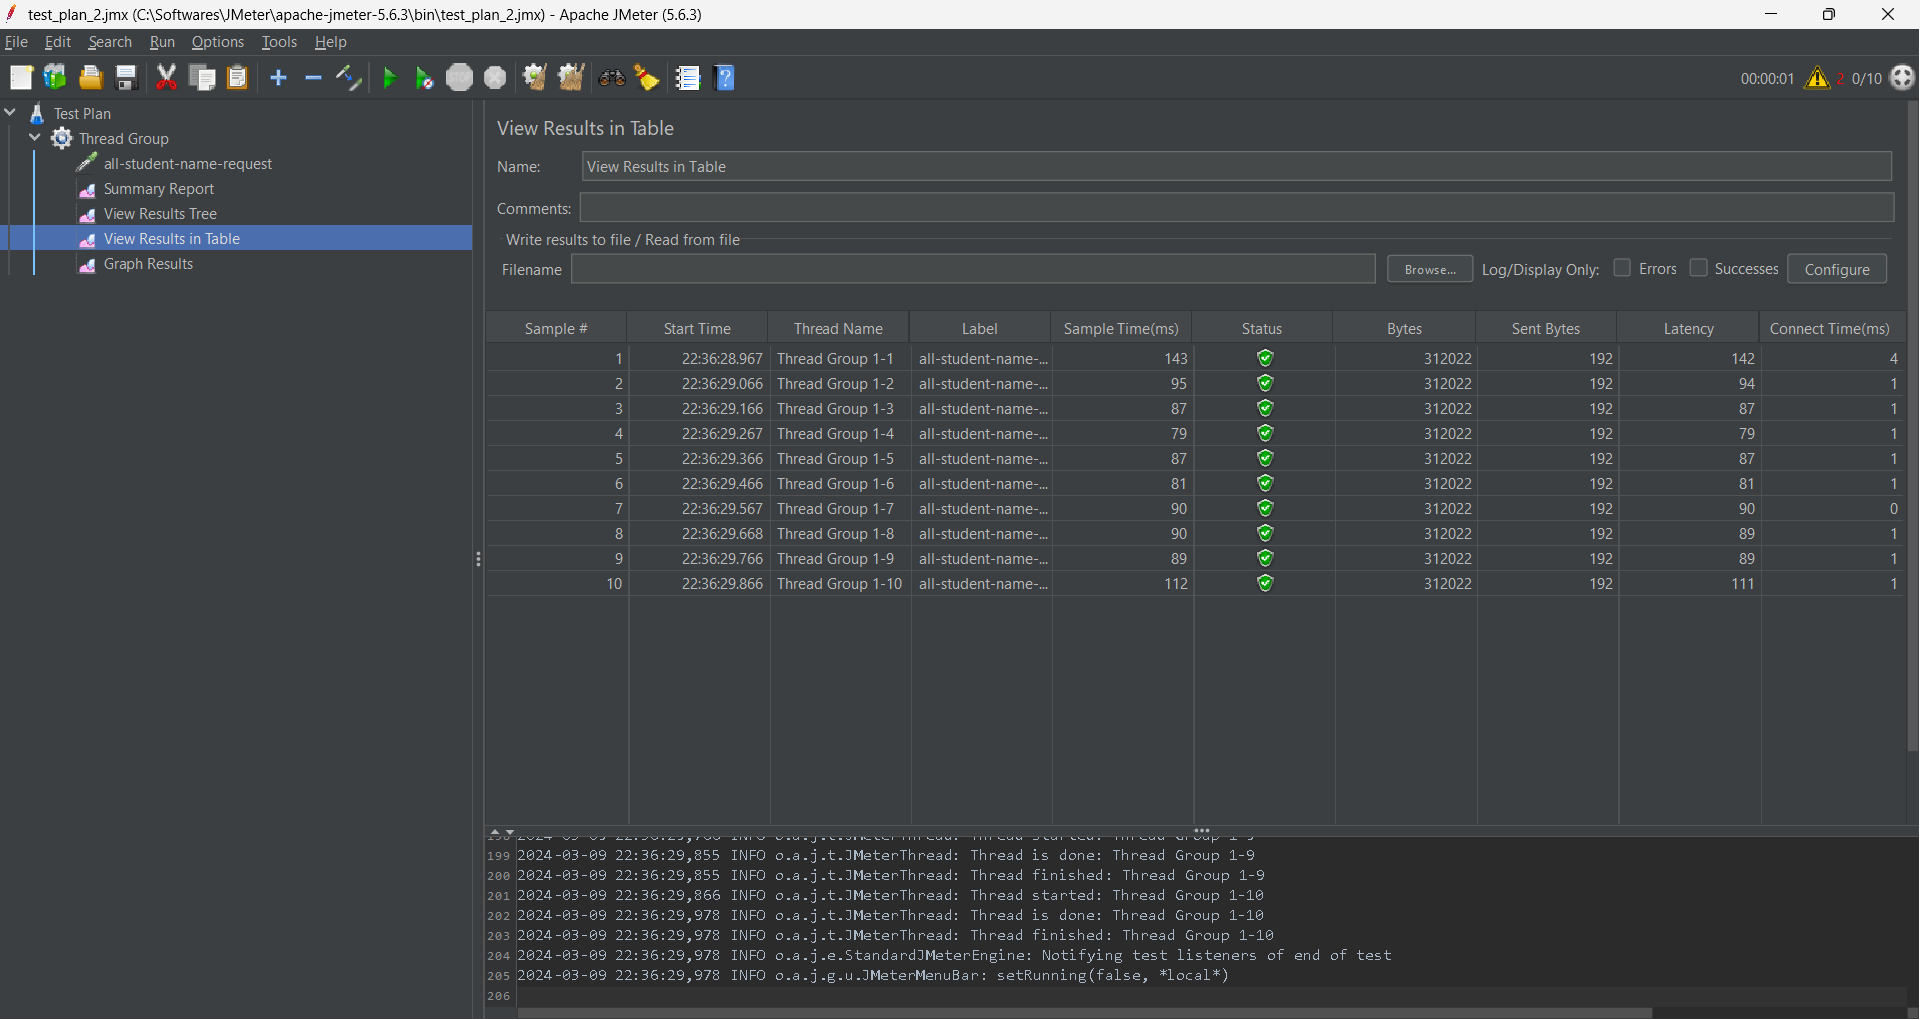 test_plan_2.jmx (C:\Softwares\JMeter\apache-jmeter-5.6.3\bin\test_plan_2.jmx) - Apache JMeter (5.6.3)
File Edit Search Run Options Tools Help
STOP 00:00:01 2 0/10
Test Plan
Thread Group
all-student-name-request
Summary Report
View Results Tree
View Results in Table
Graph Results
View Results in Table
Name: View Results in Table
Comments:
Write results to file / Read from file
Filename Browse... Log/Display Only: Errors Successes Configure
Sample # Start Time Thread Name Label Sample Time(ms) Status Bytes Sent Bytes Latency Connect Time(ms)
1 22:36:28.967 Thread Group 1-1 all-student-name-... 143 312022 192 142 4
2 22:36:29.066 Thread Group 1-2 all-student-name-... 95 312022 192 94 1
3 22:36:29.166 Thread Group 1-3 all-student-name-... 87 312022 192 87 1
4 22:36:29.267 Thread Group 1-4 all-student-name-... 79 312022 192 79 1
5 22:36:29.366 Thread Group 1-5 all-student-name-... 87 312022 192 87 1
6 22:36:29.466 Thread Group 1-6 all-student-name-... 81 312022 192 81 1
7 22:36:29.567 Thread Group 1-7 all-student-name-... 90 312022 192 90 0
8 22:36:29.668 Thread Group 1-8 all-student-name-... 90 312022 192 89 1
9 22:36:29.766 Thread Group 1-9 all-student-name-... 89 312022 192 89 1
10 22:36:29.866 Thread Group 1-10 all-student-name-... 112 312022 192 111 1
199 2024-03-09 22:36:29,855 INFO o.a.j.t.JMeterThread: Thread is done: Thread Group 1-9
200 2024-03-09 22:36:29,855 INFO o.a.j.t.JMeterThread: Thread finished: Thread Group 1-9
201 2024-03-09 22:36:29,866 INFO o.a.j.t.JMeterThread: Thread started: Thread Group 1-10
202 2024-03-09 22:36:29,978 INFO o.a.j.t.JMeterThread: Thread is done: Thread Group 1-10
203 2024-03-09 22:36:29,978 INFO o.a.j.t.JMeterThread: Thread finished: Thread Group 1-10
204 2024-03-09 22:36:29,978 INFO o.a.j.e.StandardJMeterEngine: Notifying test listeners of end of test
205 2024-03-09 22:36:29,978 INFO o.a.j.g.u.JMeterMenuBar: setRunning(false, *local*)
206